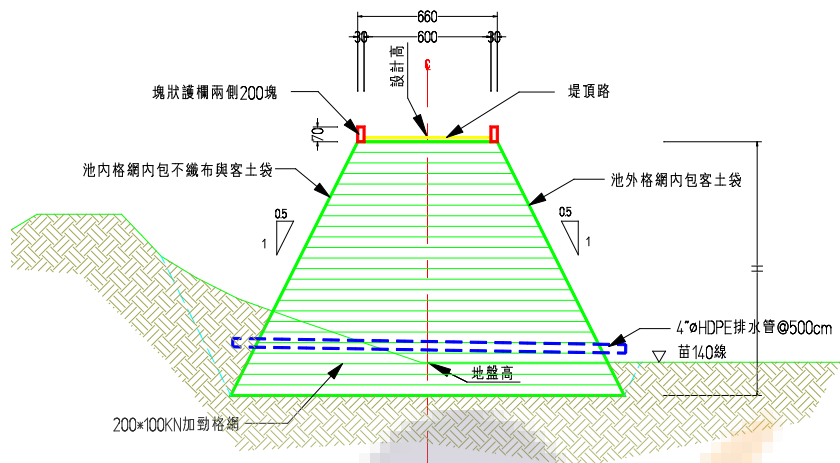 660
30
600
30
℄
設計高
塊狀護欄兩側200塊
堤頂路
70
池內格網內包不織布與客土袋
池外格網內包客土袋
0.5
1
0.5
1
=
4"øHDPE排水管@500cm
苗140線
地盤高
200*100KN加勁格網